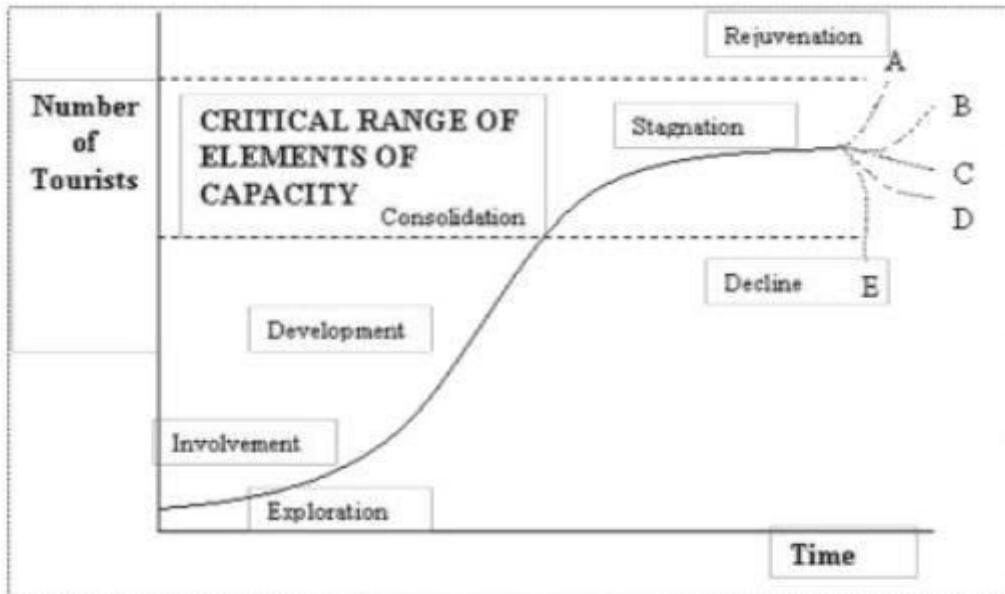 Rejuvenation
A
Number
of
Tourists
B
CRITICAL RANGE OF
ELEMENTS OF
CAPACITY
Stagnation
C
Consolidation
D
Decline
E
Development
Involvement
Exploration
Time